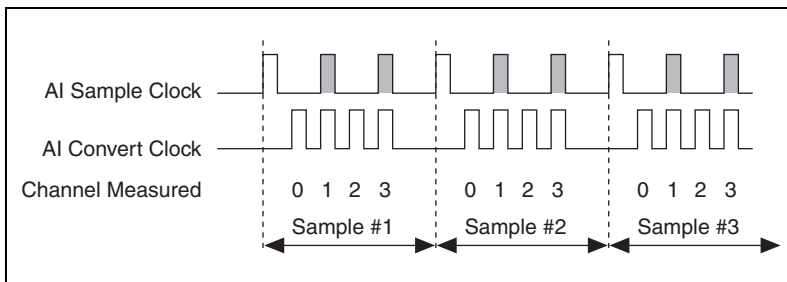 AI Sample Clock
AI Convert Clock
Channel Measured 0 1 2 3 0 1 2 3 0 1 2 3
Sample #1 Sample #2 Sample #3